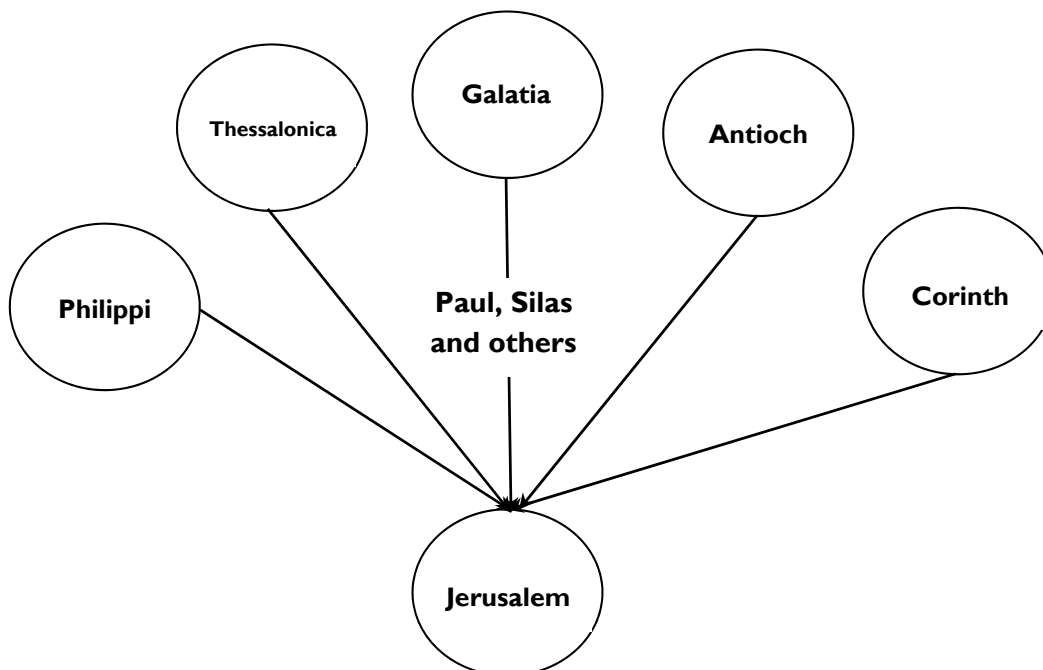 Galatia
Thessalonica
Antioch
Philippi
Paul, Silas
and others
Corinth
Jerusalem